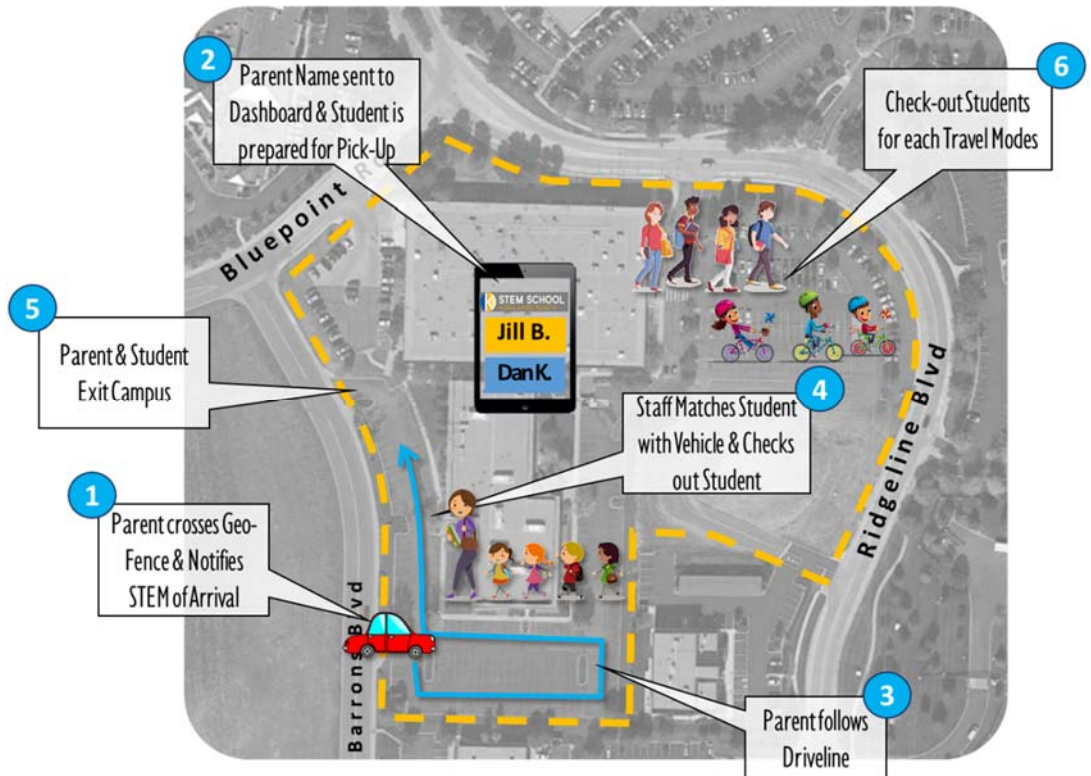 2
Parent Name sent to
Dashboard & Student is
prepared for Pick-Up
6
Check-out Students
for each Travel Modes
Bluepoint
5
Parent & Student
Exit Campus
STEM SCHOOL
Jill B.
Dan K.
4
Staff Matches Student
with Vehicle & Checks
out Student
Ridgeline Blvd
1
Parent crosses Geo-
Fence & Notifies
STEM of Arrival
Barrons Blvd
3
Parent follows
Driveline